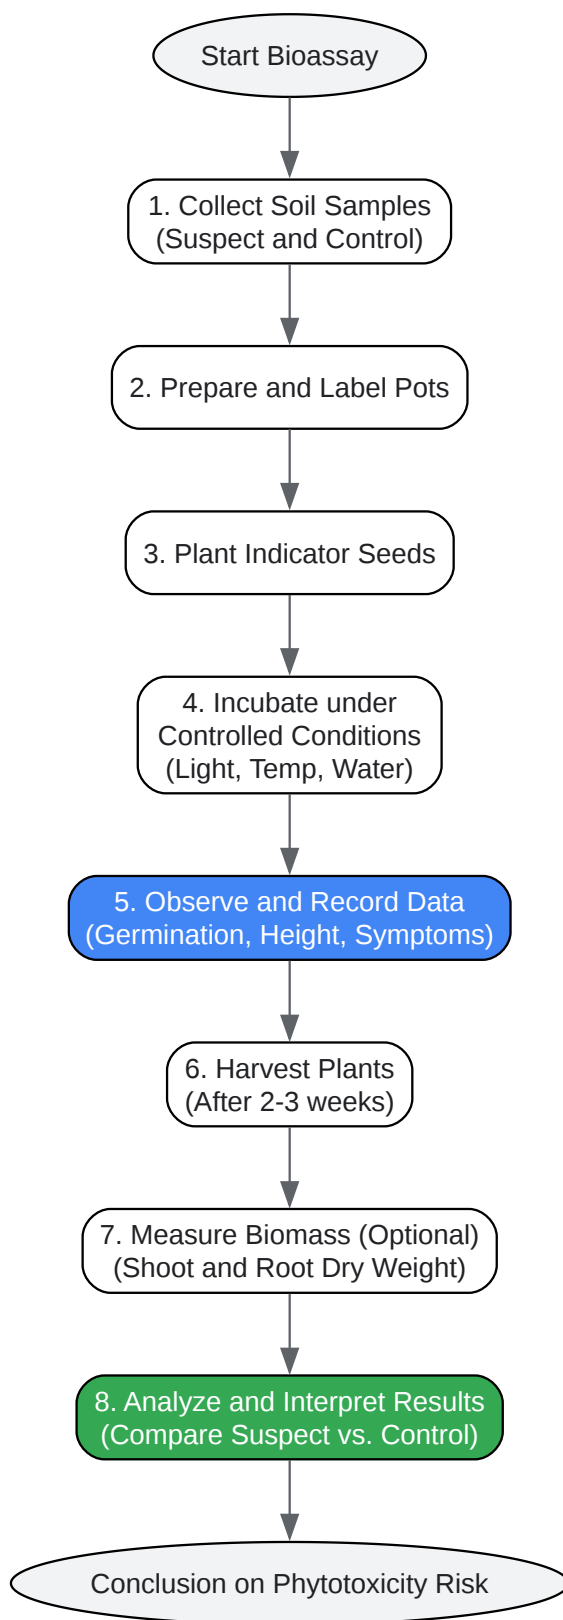 Start Bioassay
1. Collect Soil Samples
(Suspect and Control)
2. Prepare and Label Pots
3. Plant Indicator Seeds
4. Incubate under
Controlled Conditions
(Light, Temp, Water)
5. Observe and Record Data
(Germination, Height, Symptoms)
6. Harvest Plants
(After 2-3 weeks)
7. Measure Biomass (Optional)
(Shoot and Root Dry Weight)
8. Analyze and Interpret Results
(Compare Suspect vs. Control)
Conclusion on Phytotoxicity Risk